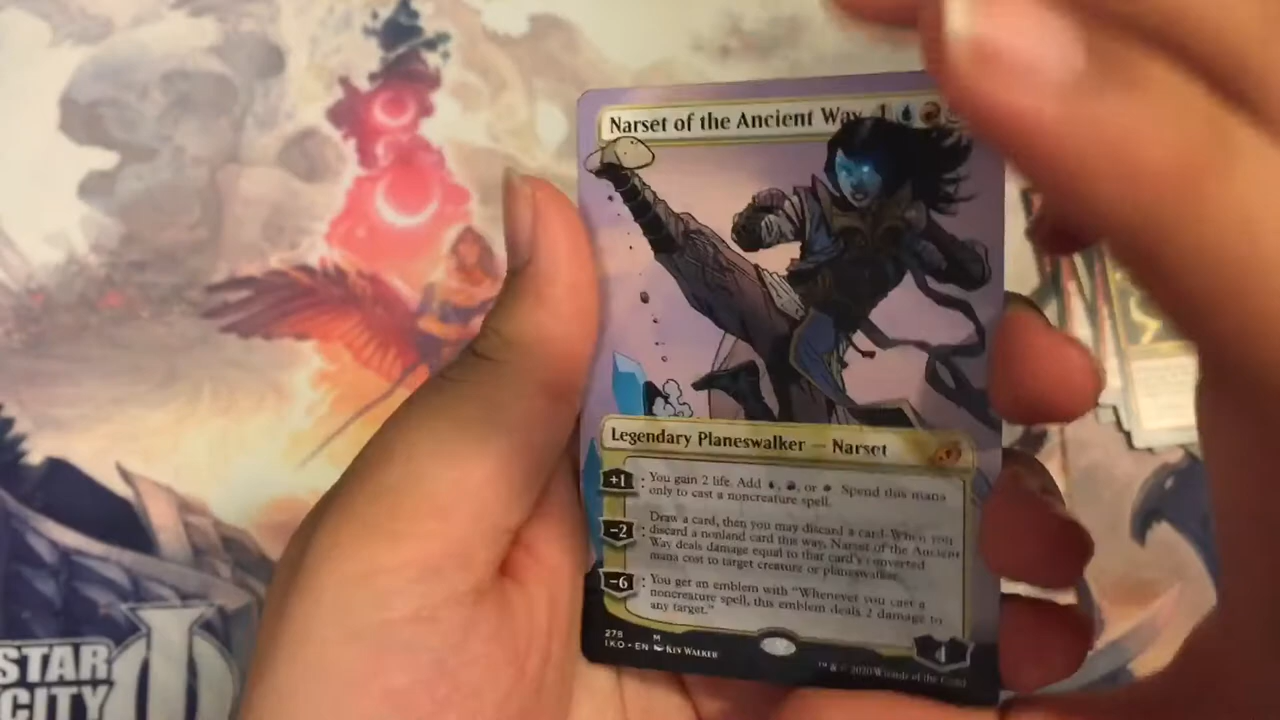 Narset of the Ancient Way 1
Legendary Planeswalker — Narset
+1 : You gain 2 life. Add , , or . Spend this mana
only to cast a noncreature spell.
-2 : Draw a card, then you may discard a card. When you
discard a nonland card this way, Narset of the Ancient
Way deals damage equal to that card's converted
mana cost to target creature or planeswalker.
-6 : You get an emblem with "Whenever you cast a
noncreature spell, this emblem deals 2 damage to
any target."
278 M
IKO • EN KEV WALKER
4
™ & © 2020 Wizards of the Coast
STAR
CITY